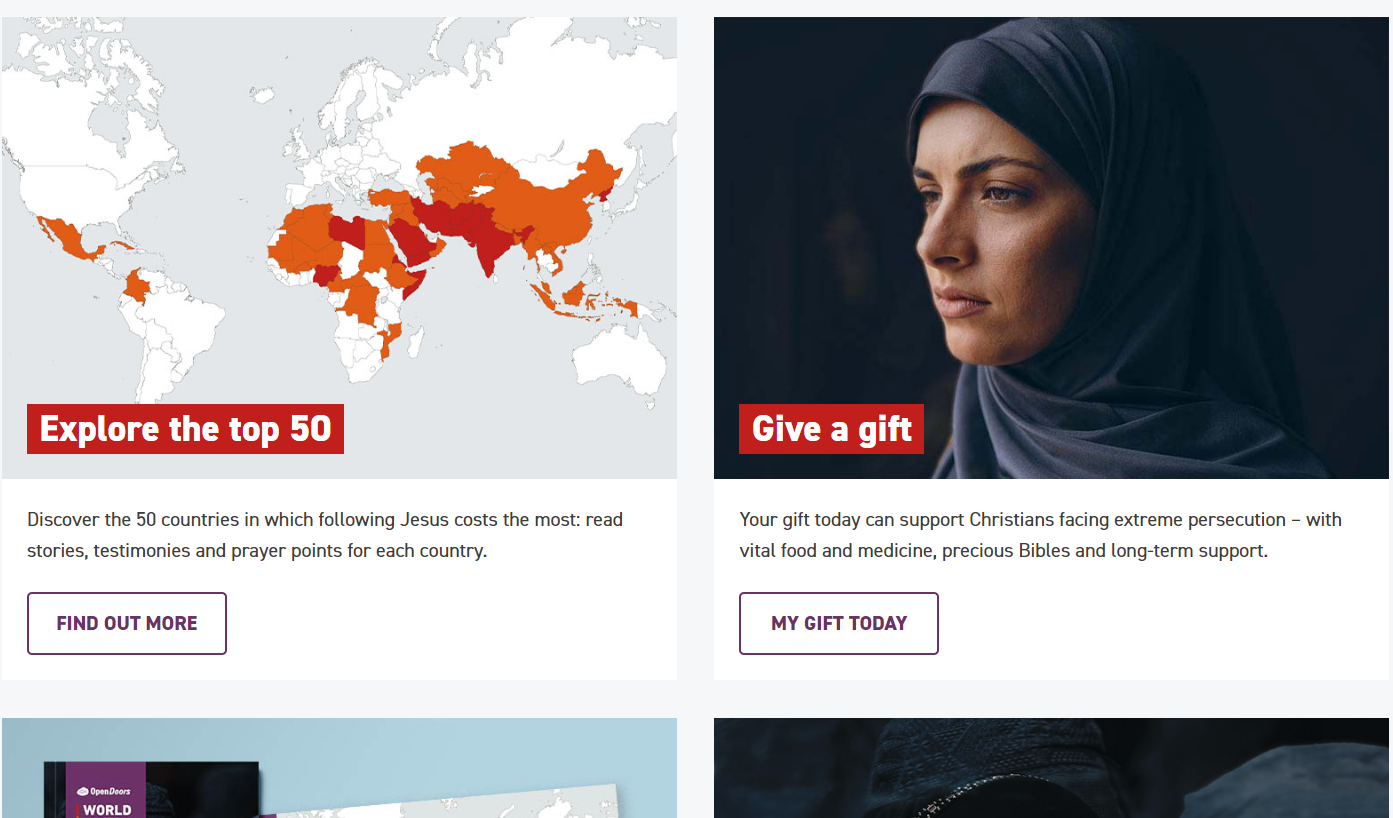 Explore the top 50
Discover the 50 countries in which following Jesus costs the most: read
stories, testimonies and prayer points for each country.
FIND OUT MORE
Give a gift
Your gift today can support Christians facing extreme persecution – with
vital food and medicine, precious Bibles and long-term support.
MY GIFT TODAY
OpenDoors
WORLD